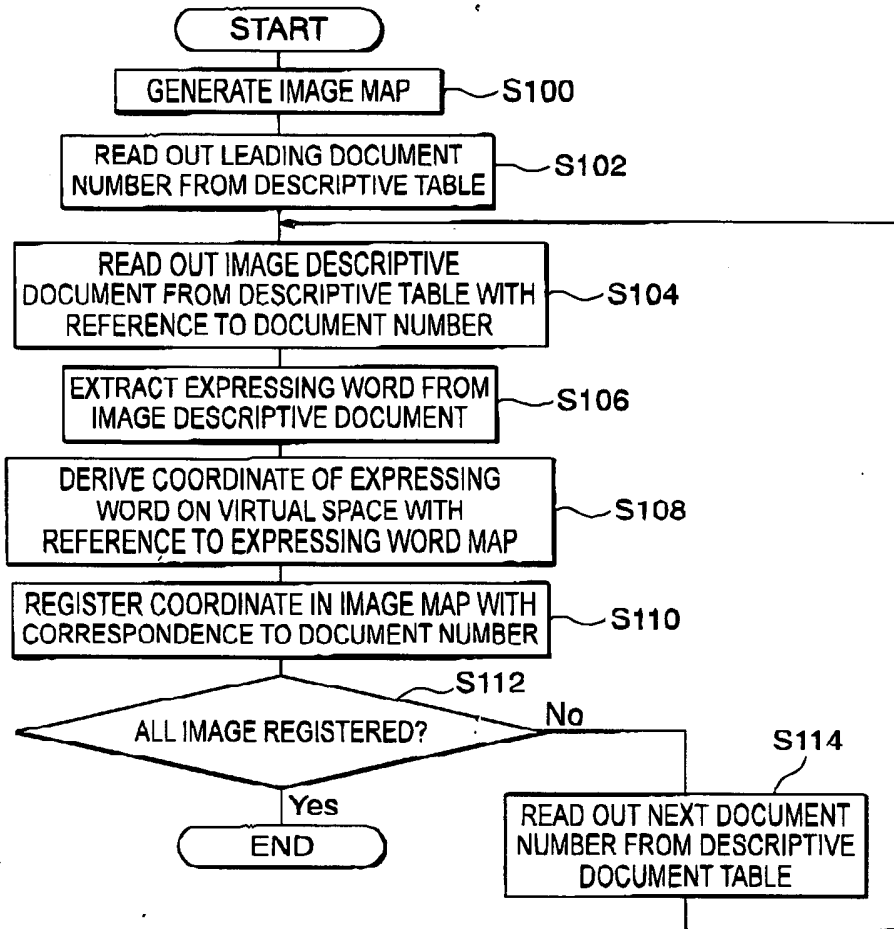 START
GENERATE IMAGE MAP
S100
READ OUT LEADING DOCUMENT
NUMBER FROM DESCRIPTIVE TABLE
S102
READ OUT IMAGE DESCRIPTIVE
DOCUMENT FROM DESCRIPTIVE TABLE WITH
REFERENCE TO DOCUMENT NUMBER
S104
EXTRACT EXPRESSING WORD FROM
IMAGE DESCRIPTIVE DOCUMENT
S106
DERIVE COORDINATE OF EXPRESSING
WORD ON VIRTUAL SPACE WITH
REFERENCE TO EXPRESSING WORD MAP
S108
REGISTER COORDINATE IN IMAGE MAP WITH
CORRESPONDENCE TO DOCUMENT NUMBER
S110
S112
ALL IMAGE REGISTERED?
No
Yes
END
S114
READ OUT NEXT DOCUMENT
NUMBER FROM DESCRIPTIVE
DOCUMENT TABLE